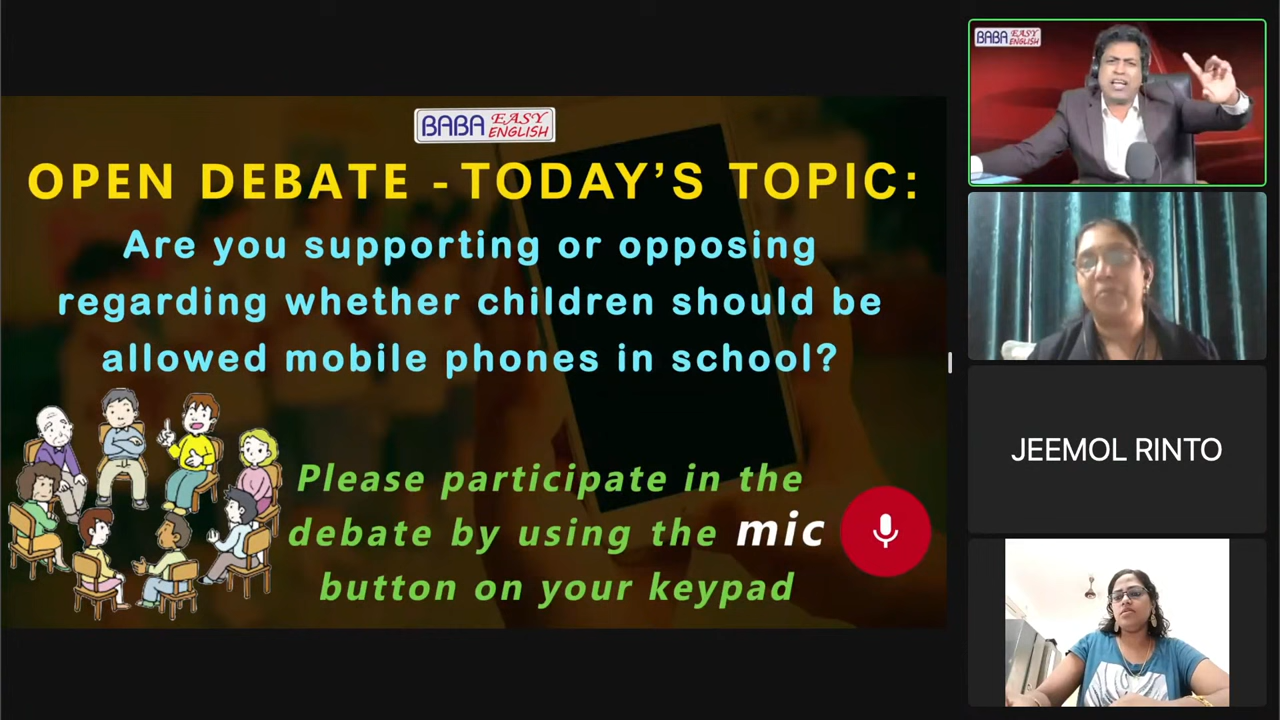 BABA EASY ENGLISH
OPEN DEBATE - TODAY'S TOPIC:
Are you supporting or opposing
regarding whether children should be
allowed mobile phones in school?
Please participate in the
debate by using the mic
button on your keypad
BABA EASY ENGLISH
JEEMOL RINTO